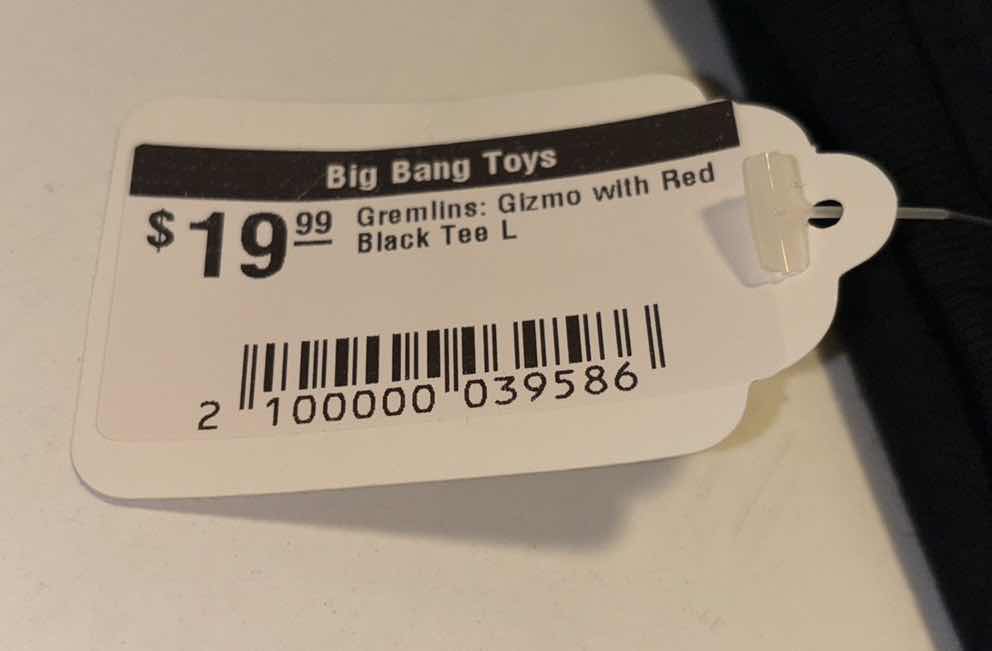 Big Bang Toys
$19.99 Gremlins: Gizmo with Red
Black Tee L
2 100000 039586